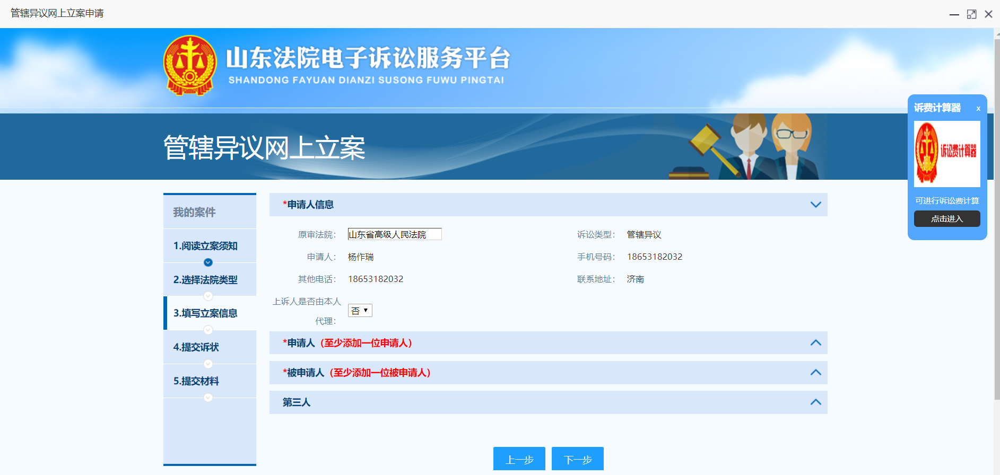 管辖异议网上立案申请
山东法院电子诉讼服务平台
SHANDONG FAYUAN DIANZI SUSONG FUWU PINGTAI
管辖异议网上立案
诉费计算器 x
诉讼费计算器
可进行诉讼费计算
点击进入
我的案件
1.阅读立案须知
2.选择法院类型
3.填写立案信息
4.提交诉状
5.提交材料
*申请人信息
原审法院： 山东省高级人民法院 诉讼类型： 管辖异议
申请人： 杨作瑞 手机号码： 18653182032
其他电话： 18653182032 联系地址： 济南
上诉人是否由本人
代理： 否
*申请人（至少添加一位申请人）
*被申请人（至少添加一位被申请人）
第三人
上一步 下一步